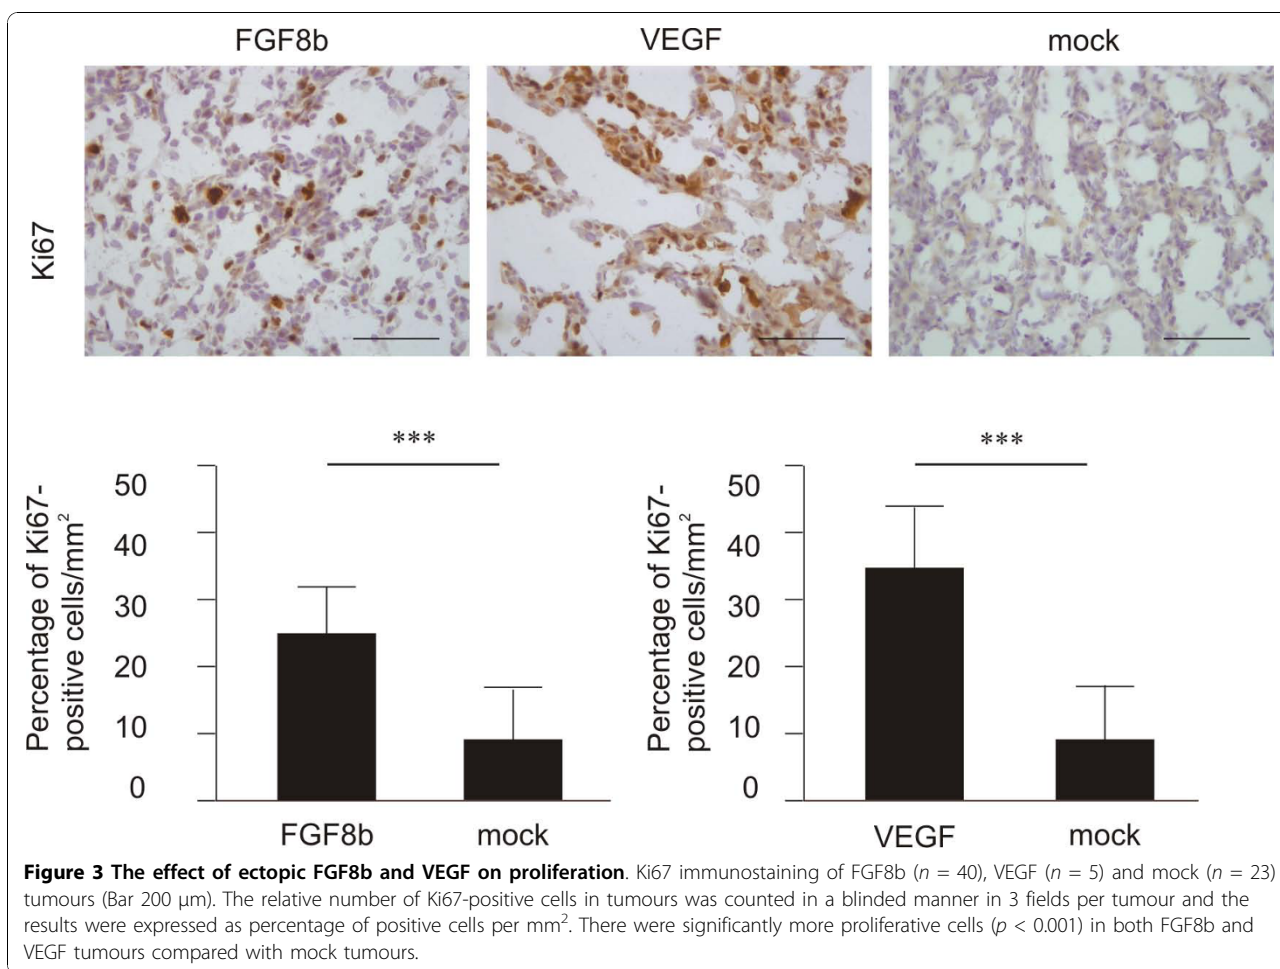 FGF8b VEGF mock
Ki67
***
Percentage of Ki67-
positive cells/mm²
50
40
30
20
10
0
FGF8b mock
***
Percentage of Ki67-
positive cells/mm²
50
40
30
20
10
0
VEGF mock
Figure 3 The effect of ectopic FGF8b and VEGF on proliferation. Ki67 immunostaining of FGF8b (n = 40), VEGF (n = 5) and mock (n = 23)
tumours (Bar 200 μm). The relative number of Ki67-positive cells in tumours was counted in a blinded manner in 3 fields per tumour and the
results were expressed as percentage of positive cells per mm². There were significantly more proliferative cells (p < 0.001) in both FGF8b and
VEGF tumours compared with mock tumours.